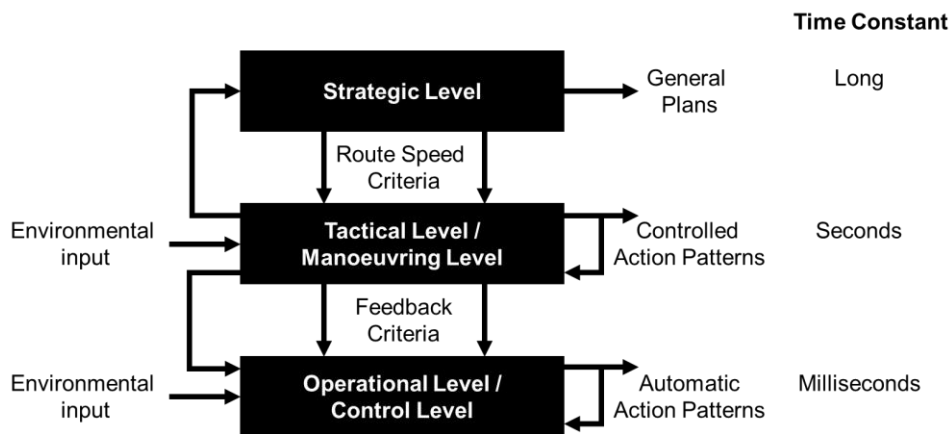 Time Constant
Strategic Level
General
Plans
Long
Route Speed
Criteria
Environmental
input
Tactical Level /
Manoeuvring Level
Controlled
Action Patterns
Seconds
Feedback
Criteria
Environmental
input
Operational Level /
Control Level
Automatic
Action Patterns
Milliseconds